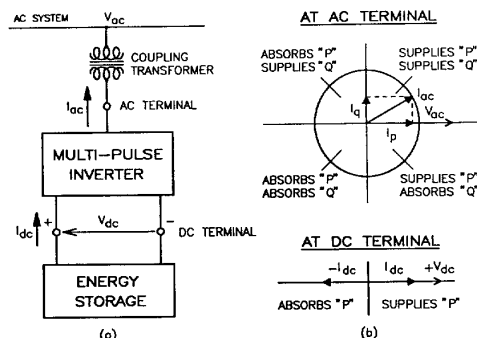 AC SYSTEM
Vac
COUPLING
TRANSFORMER
Iac
AC TERMINAL
MULTI-PULSE
INVERTER
Idc
+
Vdc
-
DC TERMINAL
ENERGY
STORAGE
(a)
AT AC TERMINAL
ABSORBS "P"
SUPPLIES "Q"
SUPPLIES "P"
SUPPLIES "Q"
Iq
Iac
Vac
Ip
ABSORBS "P"
ABSORBS "Q"
SUPPLIES "P"
ABSORBS "Q"
AT DC TERMINAL
-Idc
Idc
+Vdc
ABSORBS "P"
SUPPLIES "P"
(b)